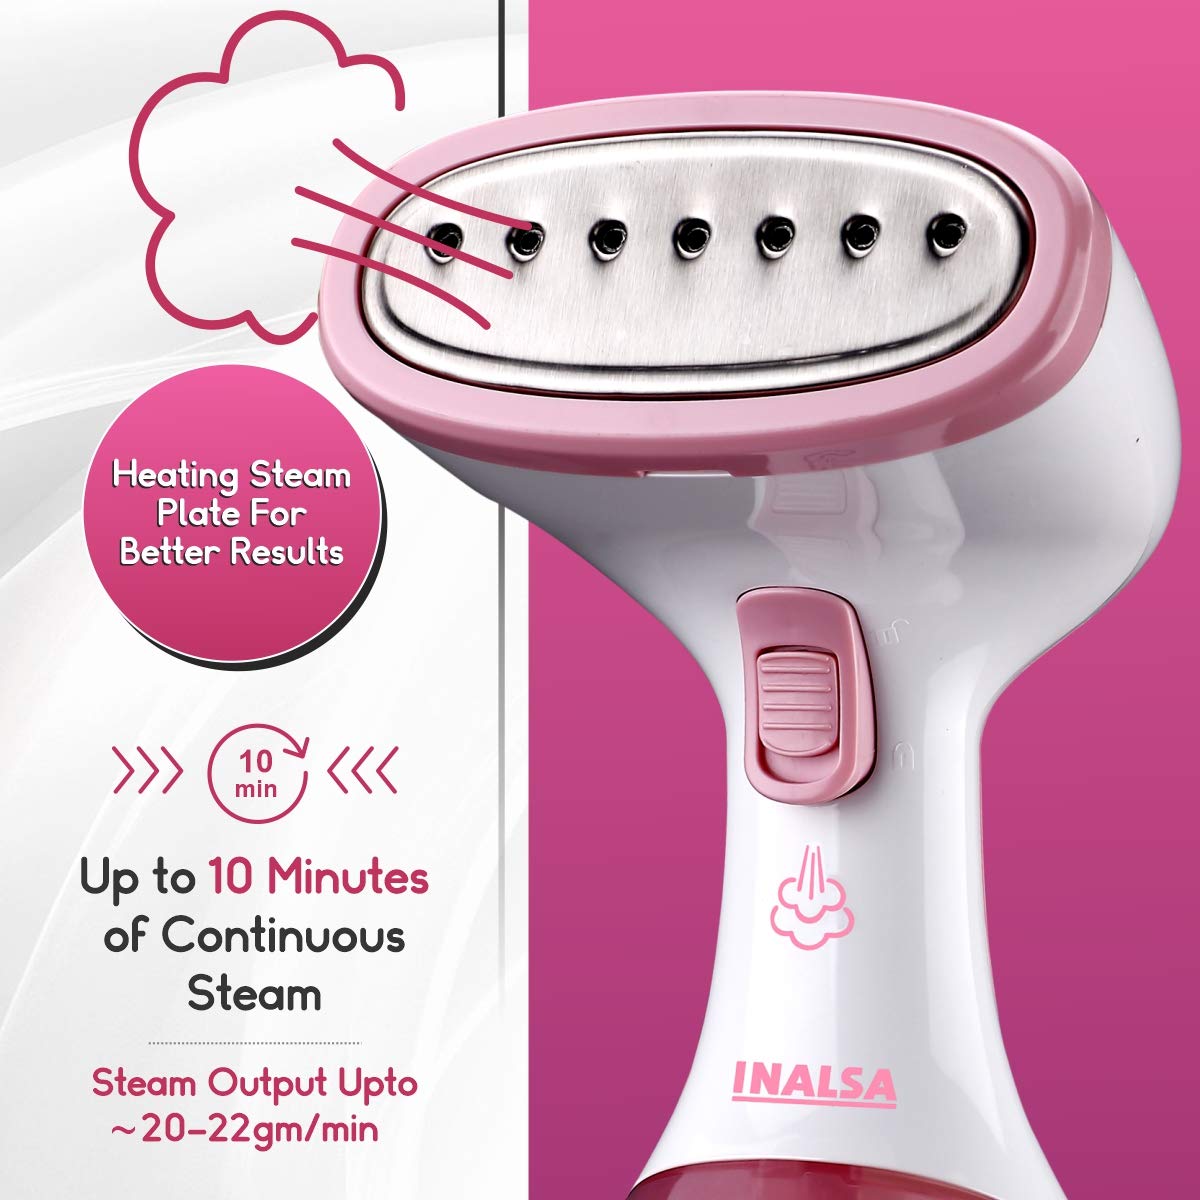 Heating Steam
Plate For
Better Results
10
min
Up to 10 Minutes
of Continuous
Steam
Steam Output Upto
~20-22gm/min
INALSA